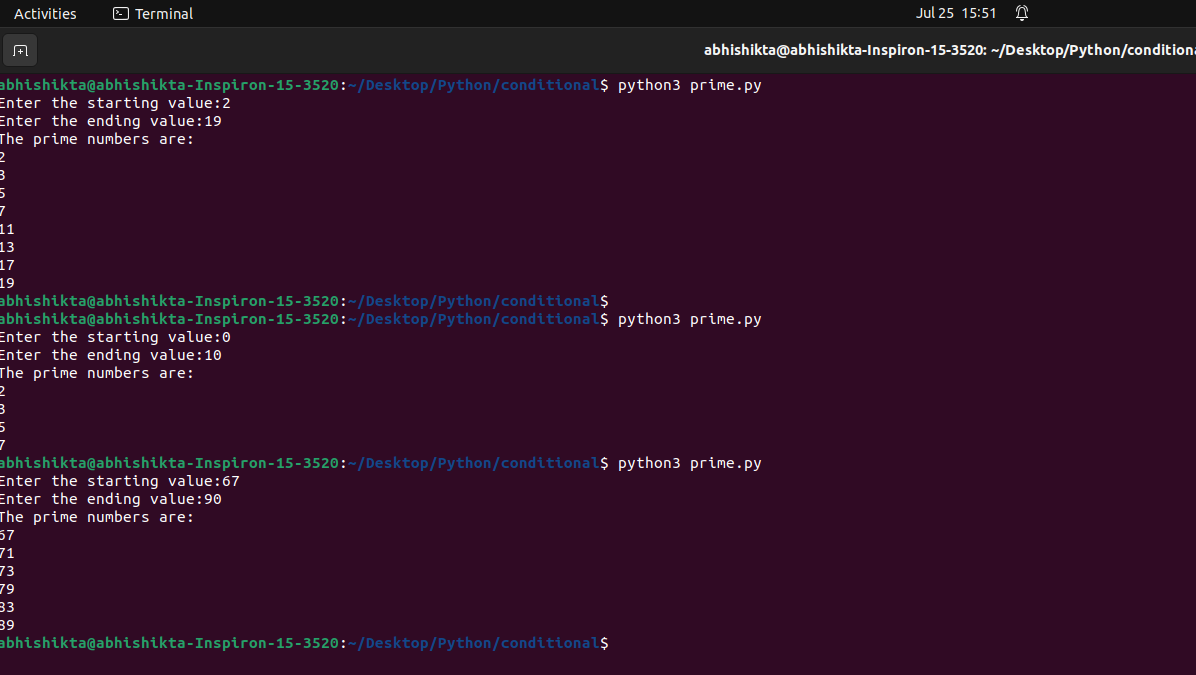 Activities Terminal Jul 25 15:51
abhishikta@abhishikta-Inspiron-15-3520: ~/Desktop/Python/conditiona
abhishikta@abhishikta-Inspiron-15-3520:~/Desktop/Python/conditional$ python3 prime.py
Enter the starting value:2
Enter the ending value:19
The prime numbers are:
2
3
5
7
11
13
17
19
abhishikta@abhishikta-Inspiron-15-3520:~/Desktop/Python/conditional$
abhishikta@abhishikta-Inspiron-15-3520:~/Desktop/Python/conditional$ python3 prime.py
Enter the starting value:0
Enter the ending value:10
The prime numbers are:
2
3
5
7
abhishikta@abhishikta-Inspiron-15-3520:~/Desktop/Python/conditional$ python3 prime.py
Enter the starting value:67
Enter the ending value:90
The prime numbers are:
67
71
73
79
83
89
abhishikta@abhishikta-Inspiron-15-3520:~/Desktop/Python/conditional$